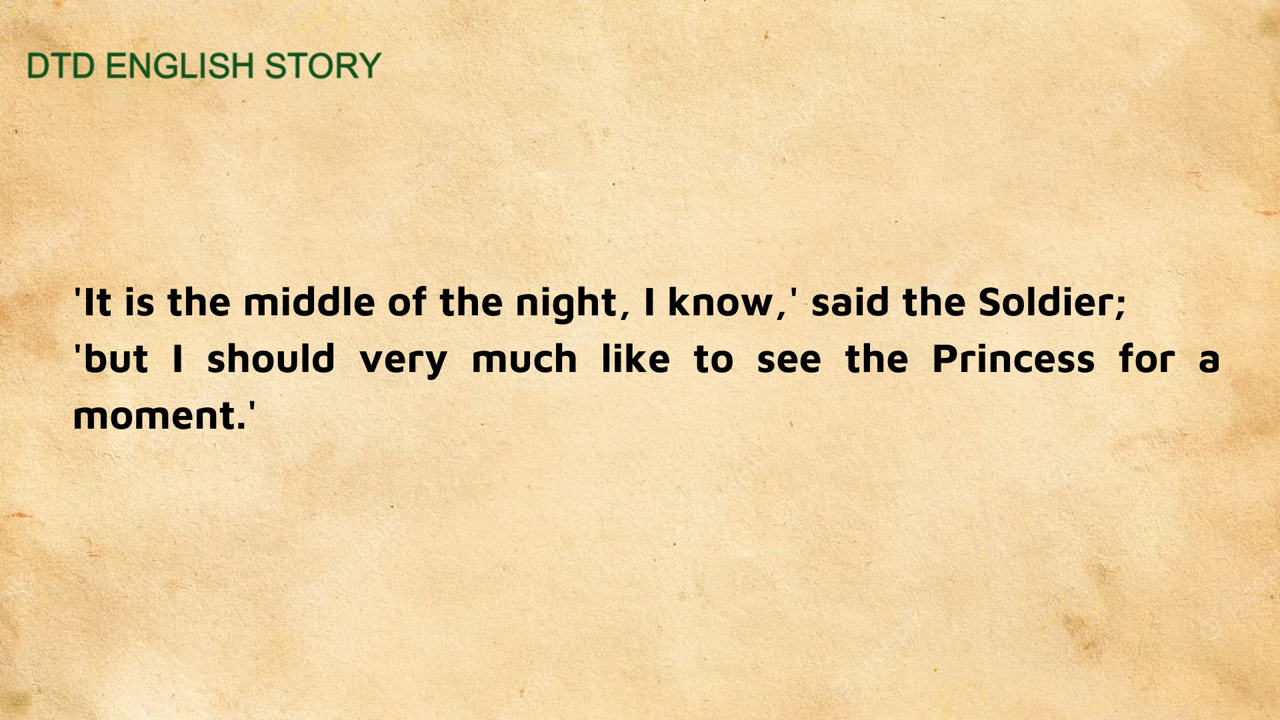 DTD ENGLISH STORY
'It is the middle of the night, I know,' said the Soldier;
'but I should very much like to see the Princess for a
moment.'